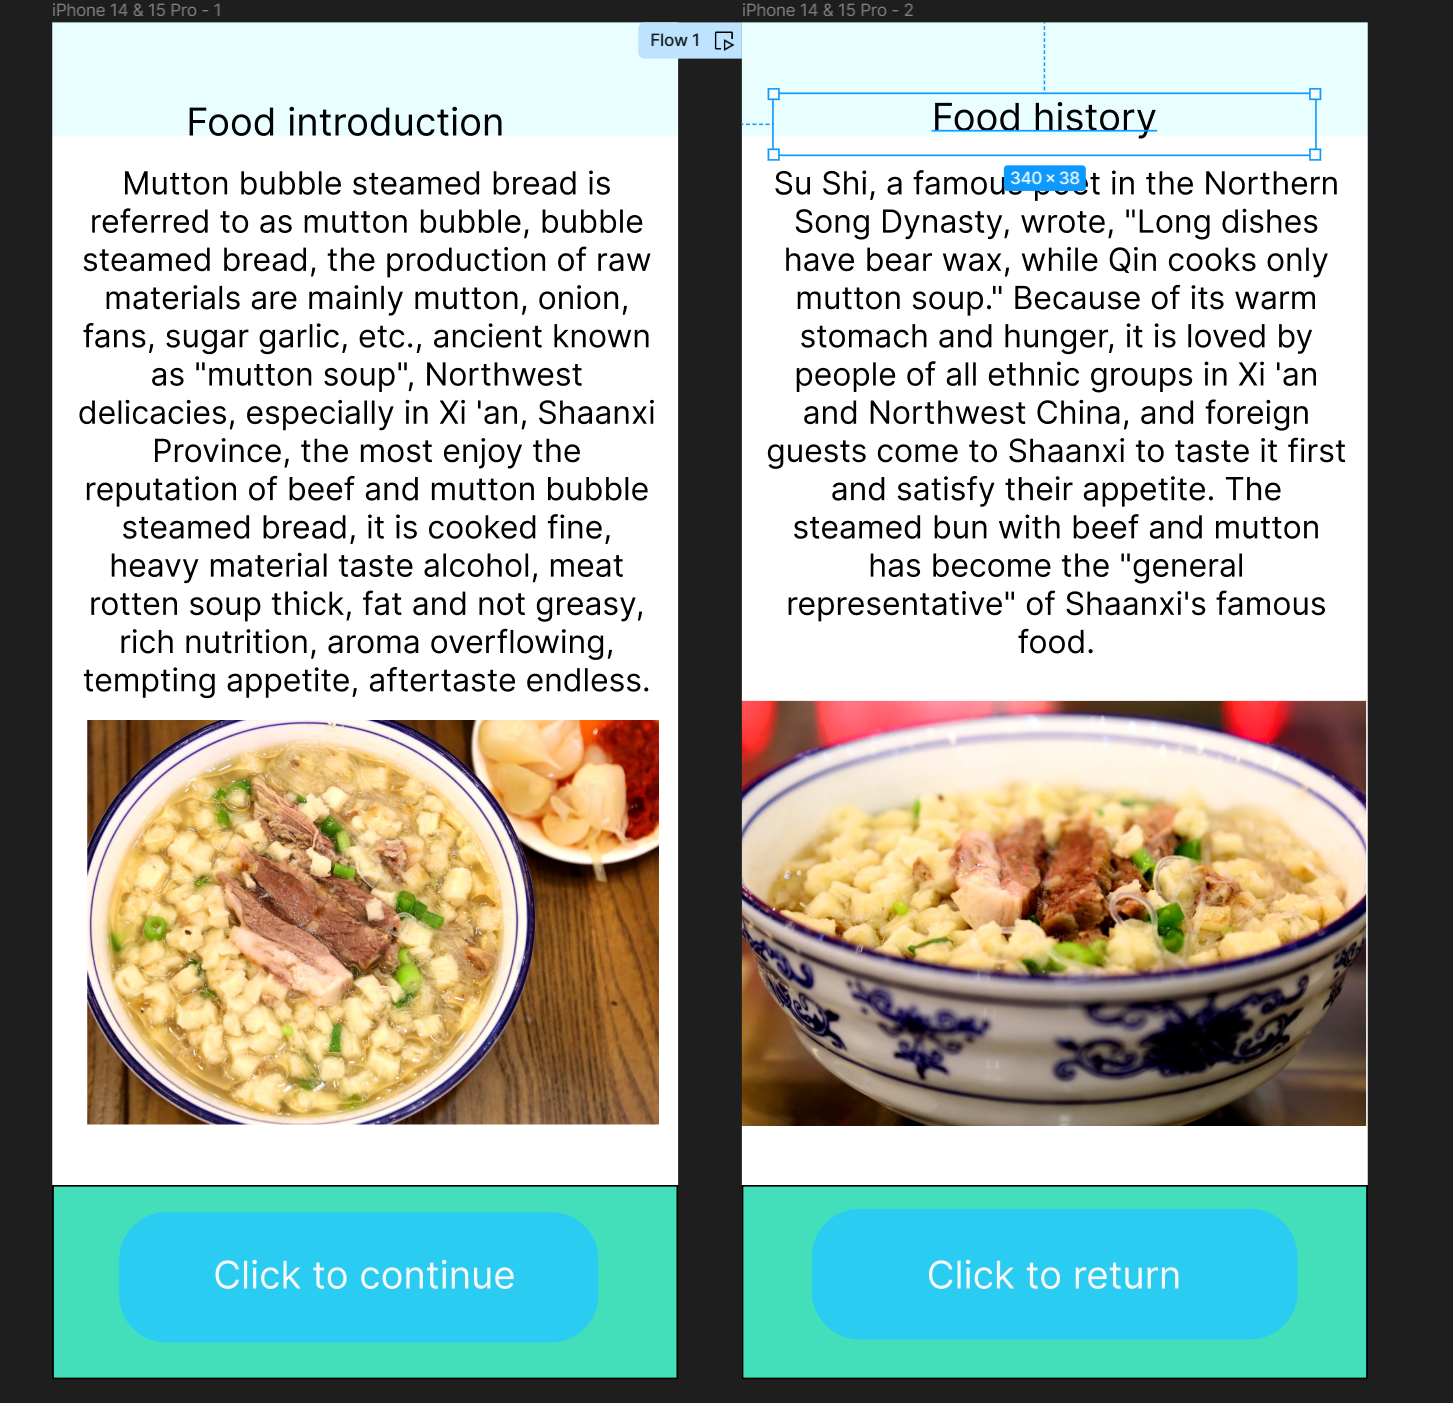 iPhone 14 & 15 Pro - 1
Flow 1
Food introduction
Mutton bubble steamed bread is
referred to as mutton bubble, bubble
steamed bread, the production of raw
materials are mainly mutton, onion,
fans, sugar garlic, etc., ancient known
as "mutton soup", Northwest
delicacies, especially in Xi 'an, Shaanxi
Province, the most enjoy the
reputation of beef and mutton bubble
steamed bread, it is cooked fine,
heavy material taste alcohol, meat
rotten soup thick, fat and not greasy,
rich nutrition, aroma overflowing,
tempting appetite, aftertaste endless.
Click to continue
iPhone 14 & 15 Pro - 2
Food history
340 × 38
Su Shi, a famous poet in the Northern
Song Dynasty, wrote, "Long dishes
have bear wax, while Qin cooks only
mutton soup." Because of its warm
stomach and hunger, it is loved by
people of all ethnic groups in Xi 'an
and Northwest China, and foreign
guests come to Shaanxi to taste it first
and satisfy their appetite. The
steamed bun with beef and mutton
has become the "general
representative" of Shaanxi's famous
food.
Click to return